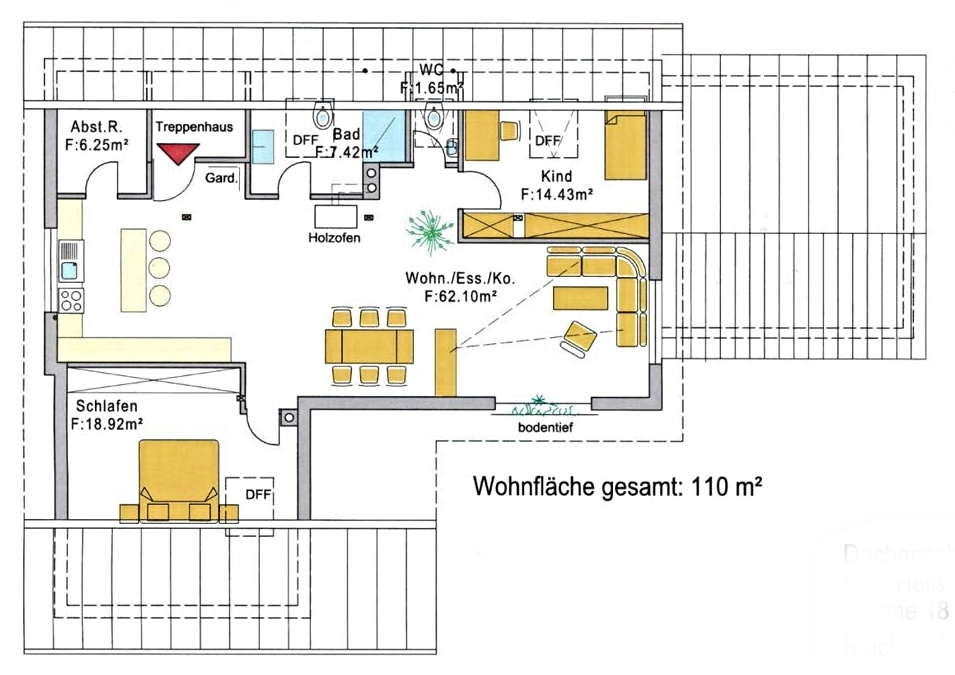 WC
F:1.65m²
Abst.R.
F:6.25m²
Treppenhaus
Gard.
DFF
Bad
F:7.42m²
DFF
Kind
F:14.43m²
Holzofen
Wohn./Ess./Ko.
F:62.10m²
Schlafen
F:18.92m²
DFF
bodentief
Wohnfläche gesamt: 110 m²
18